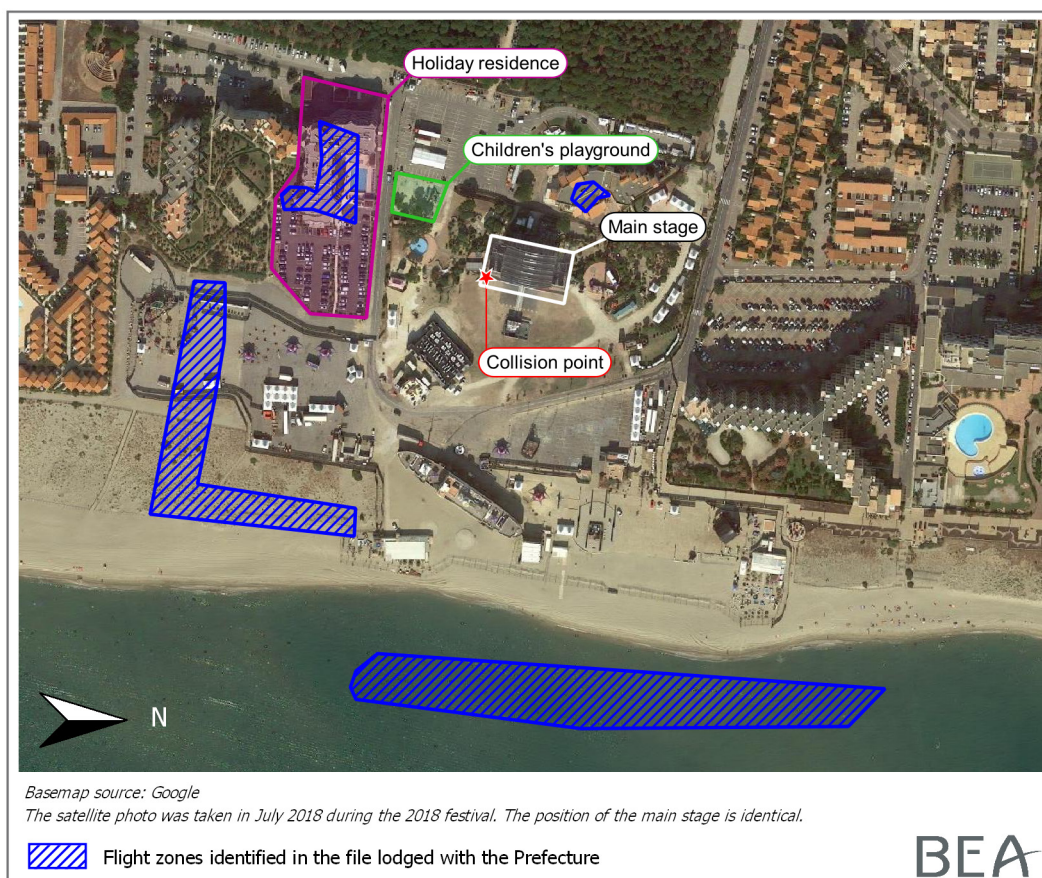 Holiday residence
Children's playground
Main stage
Collision point
N
Basemap source: Google
The satellite photo was taken in July 2018 during the 2018 festival. The position of the main stage is identical.
Flight zones identified in the file lodged with the Prefecture
BEA